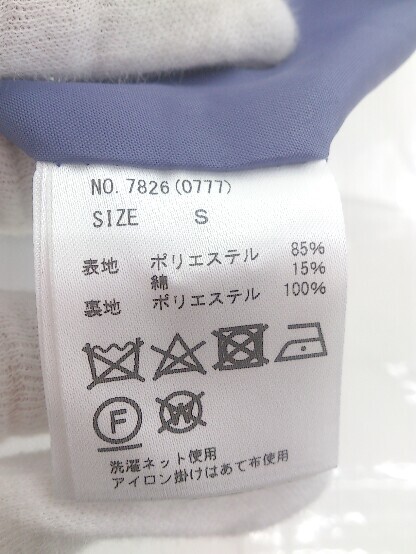 NO. 7826(0777)
SIZE S
表地 ポリエステル 85%
綿 15%
裏地 ポリエステル 100%
F
W
洗濯ネット使用
アイロン掛けはあて布使用